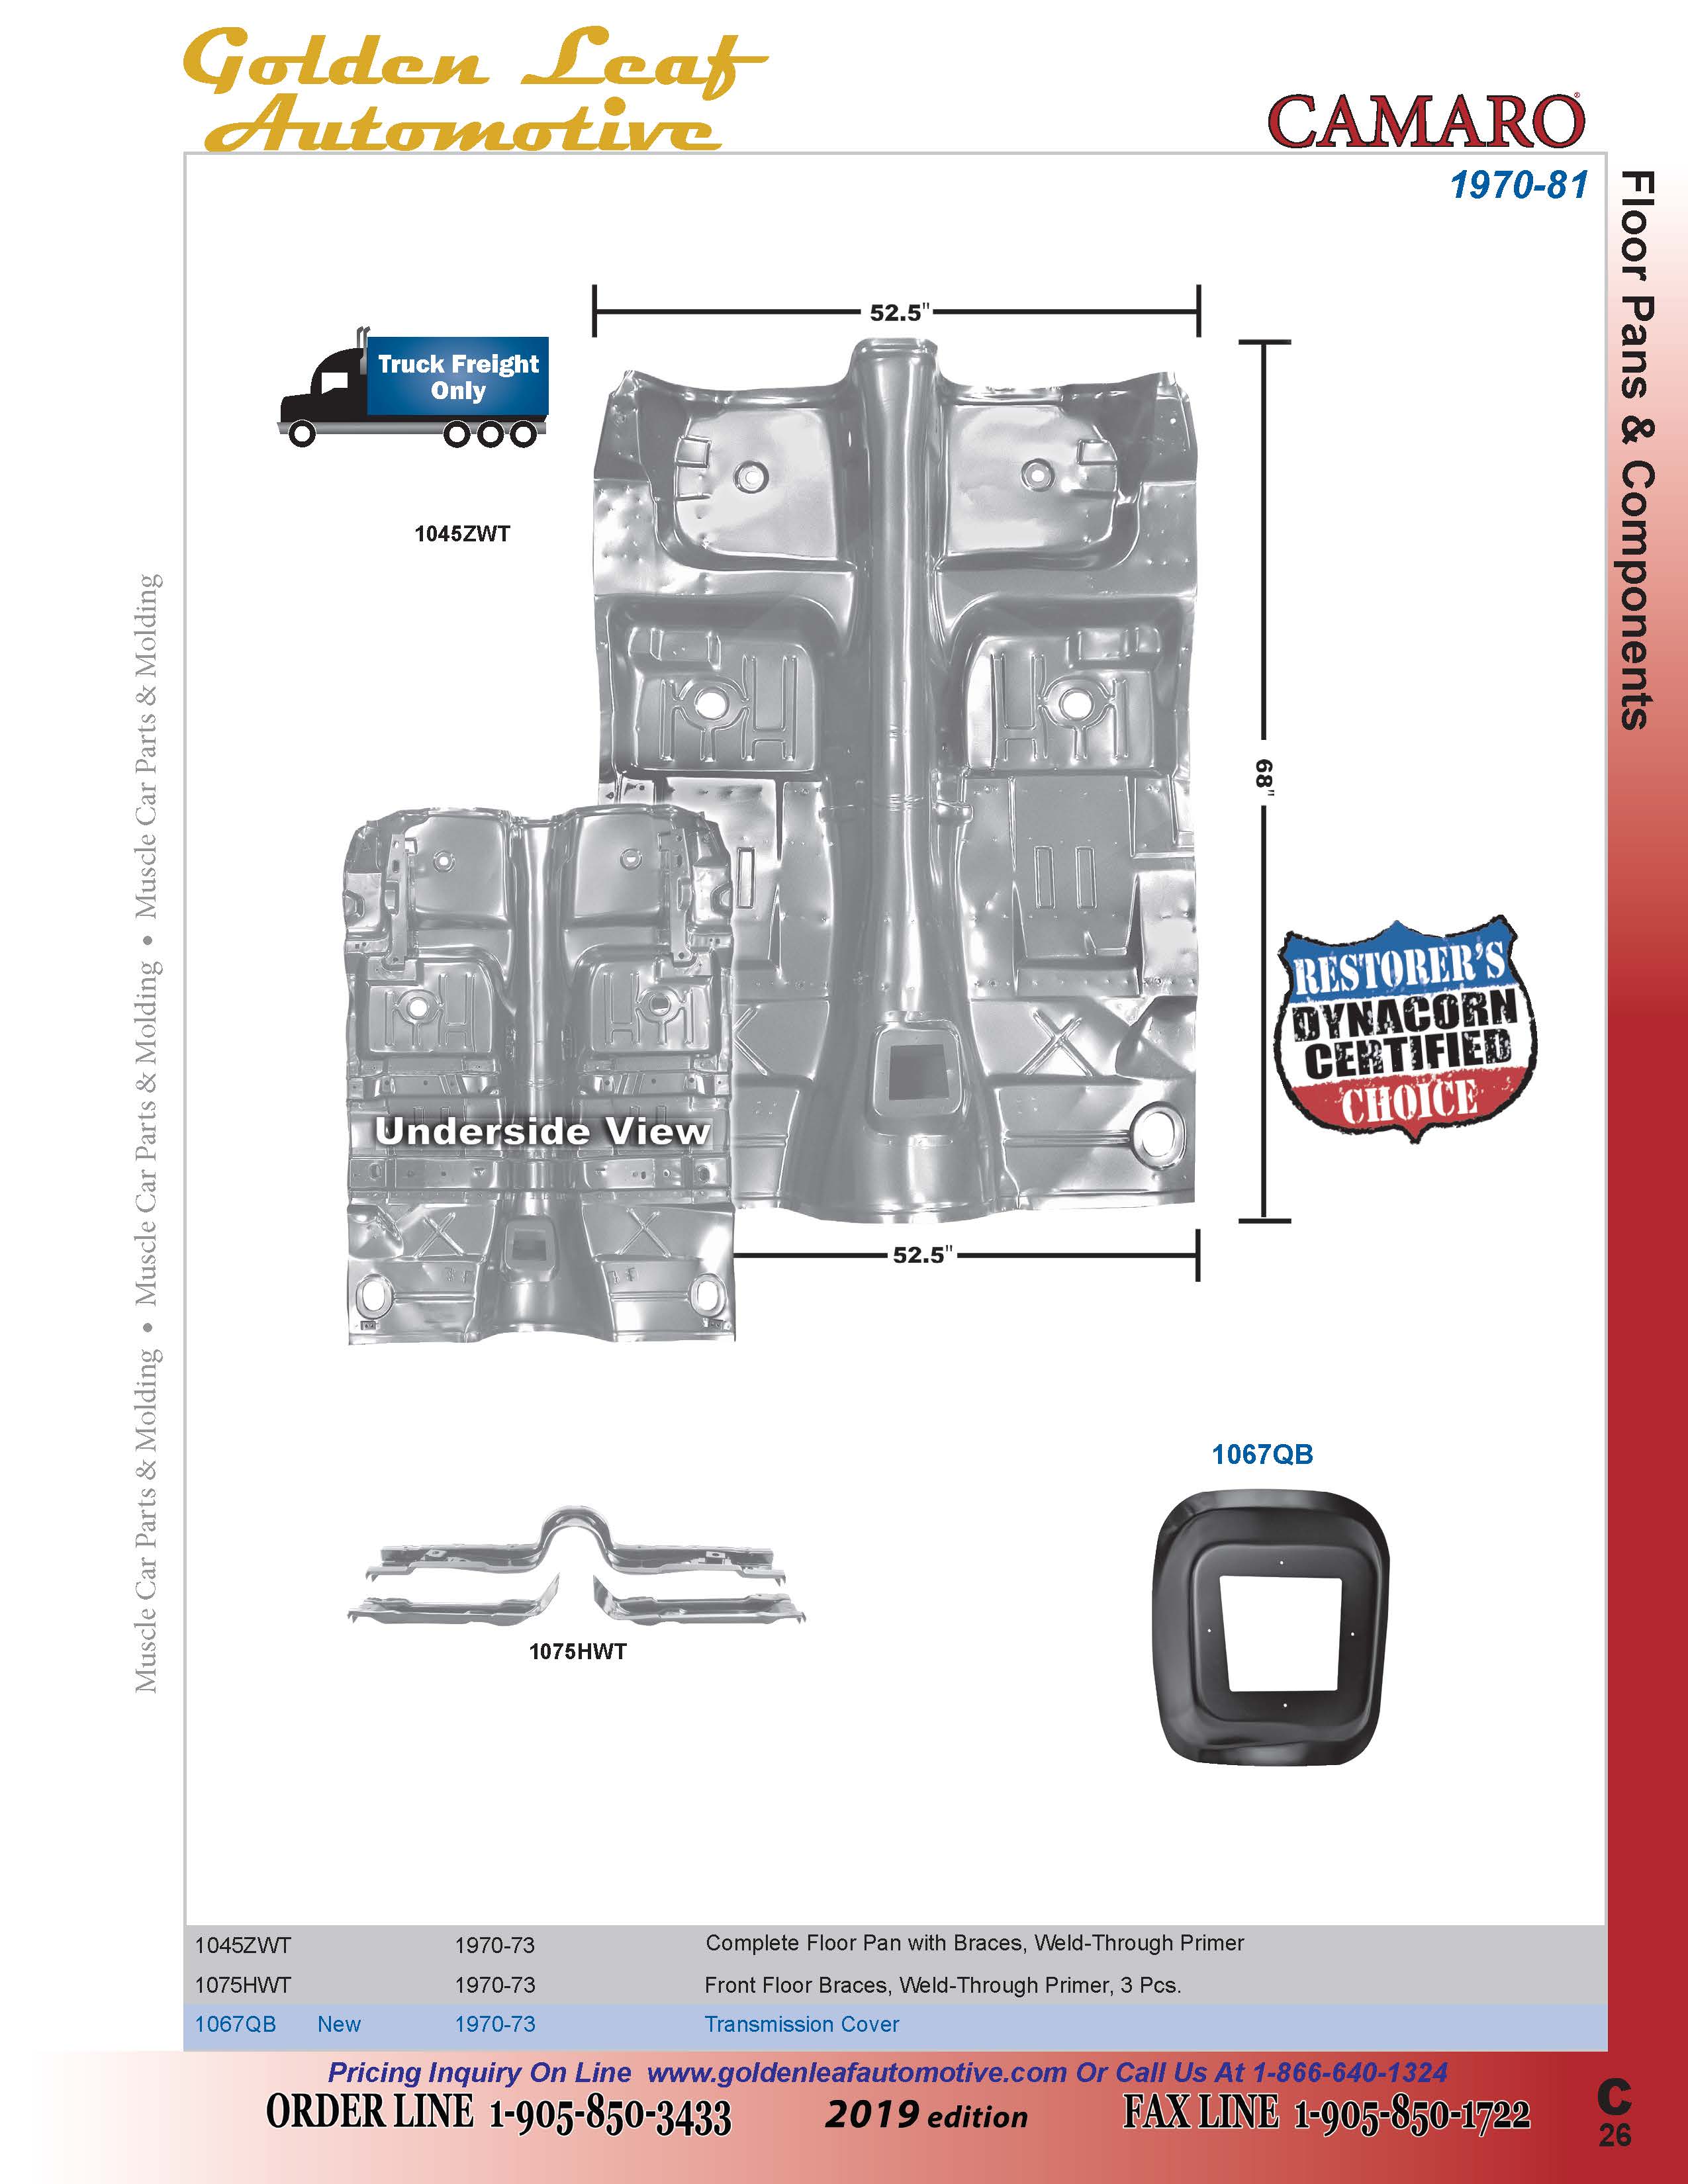 Golden Leaf
Automotive
CAMARO®
1970-81
Floor Pans & Components
52.5"
Truck Freight
Only
1045ZWT
68"
Muscle Car Parts & Molding • Muscle Car Parts & Molding • Muscle Car Parts & Molding
RESTORER'S
DYNACORN
CERTIFIED
CHOICE
Underside View
52.5"
1067QB
1075HWT
1045ZWT 1970-73 Complete Floor Pan with Braces, Weld-Through Primer
1075HWT 1970-73 Front Floor Braces, Weld-Through Primer, 3 Pcs.
1067QB New 1970-73 Transmission Cover
Pricing Inquiry On Line www.goldenleafautomotive.com Or Call Us At 1-866-640-1324
ORDER LINE 1-905-850-3433 2019 edition FAX LINE 1-905-850-1722
C
26